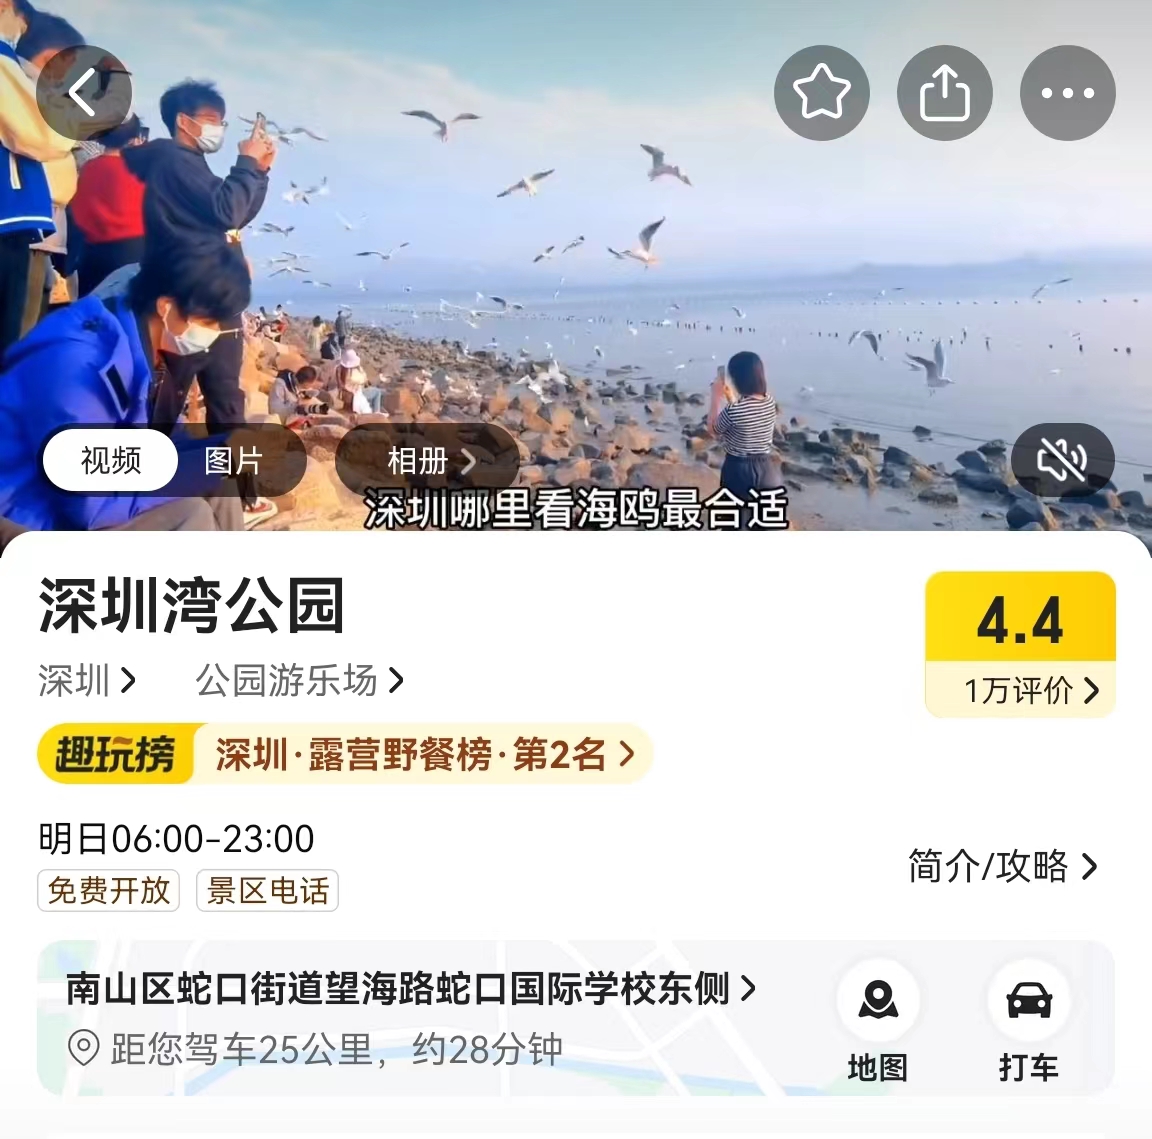 视频
图片
相册
深圳哪里看海鸥最合适
深圳湾公园
4.4
1万评价
深圳
公园游乐场
趣玩榜
深圳·露营野餐榜·第2名
明日06:00-23:00
免费开放
景区电话
简介/攻略
南山区蛇口街道望海路蛇口国际学校东侧
距您驾车25公里，约28分钟
地图
打车